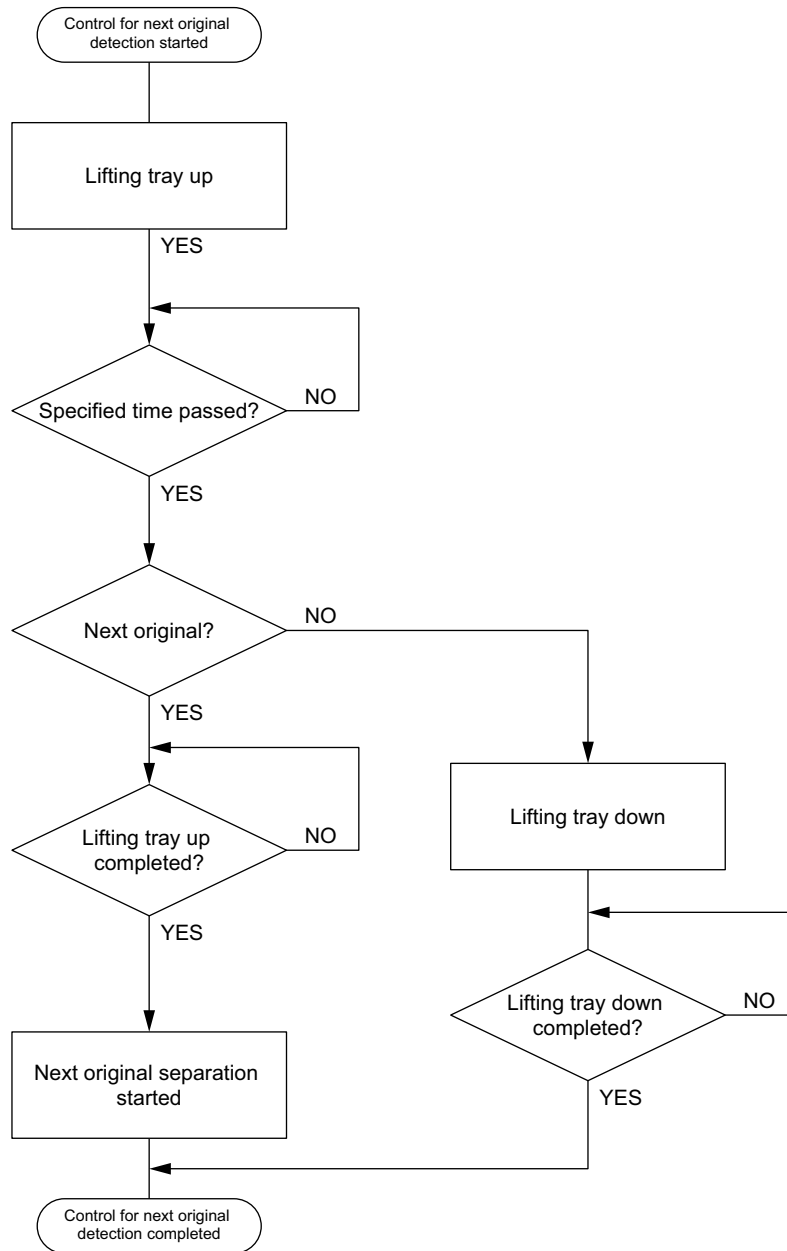 Control for next original
detection started
Lifting tray up
YES
NO
Specified time passed?
YES
NO
Next original?
YES
Lifting tray down
Lifting tray up
completed?
NO
YES
Lifting tray down
completed?
NO
YES
Next original separation
started
Control for next original
detection completed